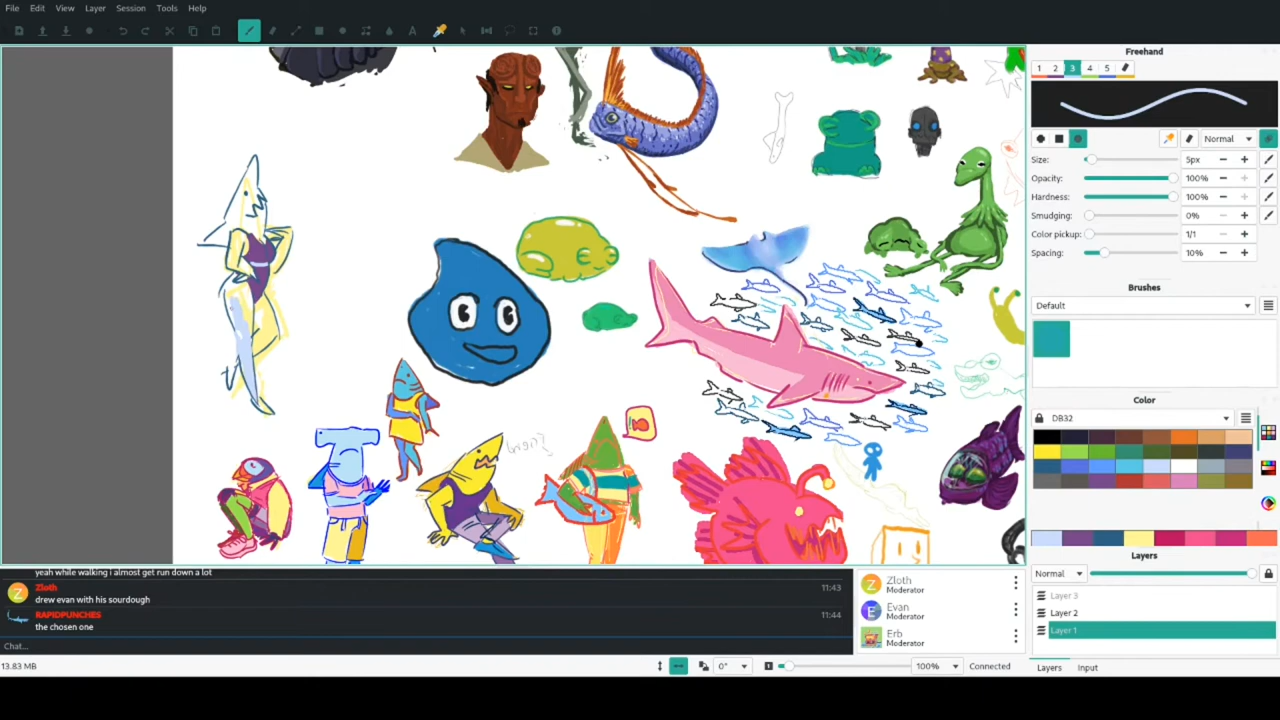 File Edit View Layer Session Tools Help
Freehand
1 2 3 4 5
Normal
Size: 5px
Opacity: 100%
Hardness: 100%
Smudging: 0%
Color pickup: 1/1
Spacing: 10%
Brushes
Default
Color
DB32
Layers
Normal
Layer 3
Layer 2
Layer 1
Layers Input
yeah while walking i almost get run down a lot
Z Zloth 11:43
drew evan with his sourdough
RAPIDPUNCHES 11:44
the chosen one
Chat...
Z Zloth
Moderator
E Evan
Moderator
Erb
Moderator
13.83 MB 0° 100% Connected